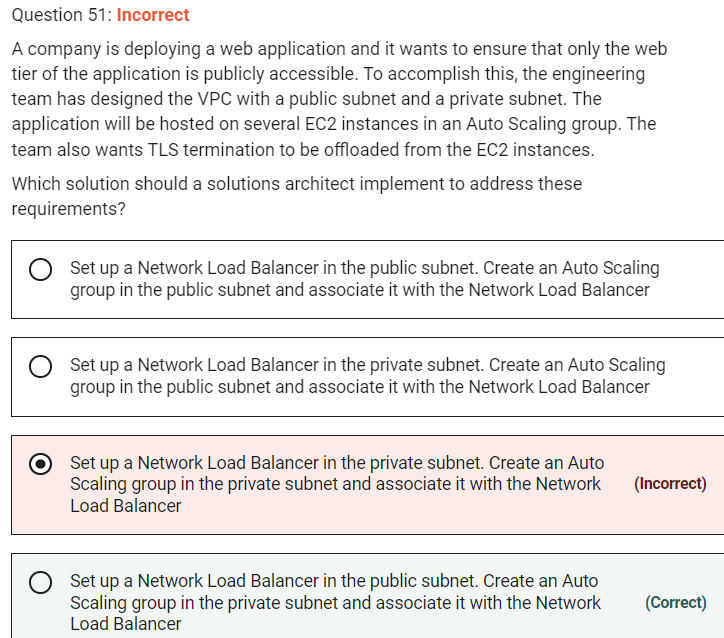 Question 51: Incorrect
A company is deploying a web application and it wants to ensure that only the web
tier of the application is publicly accessible. To accomplish this, the engineering
team has designed the VPC with a public subnet and a private subnet. The
application will be hosted on several EC2 instances in an Auto Scaling group. The
team also wants TLS termination to be offloaded from the EC2 instances.
Which solution should a solutions architect implement to address these
requirements?
Set up a Network Load Balancer in the public subnet. Create an Auto Scaling
group in the public subnet and associate it with the Network Load Balancer
Set up a Network Load Balancer in the private subnet. Create an Auto Scaling
group in the public subnet and associate it with the Network Load Balancer
Set up a Network Load Balancer in the private subnet. Create an Auto
Scaling group in the private subnet and associate it with the Network (Incorrect)
Load Balancer
Set up a Network Load Balancer in the public subnet. Create an Auto
Scaling group in the private subnet and associate it with the Network (Correct)
Load Balancer